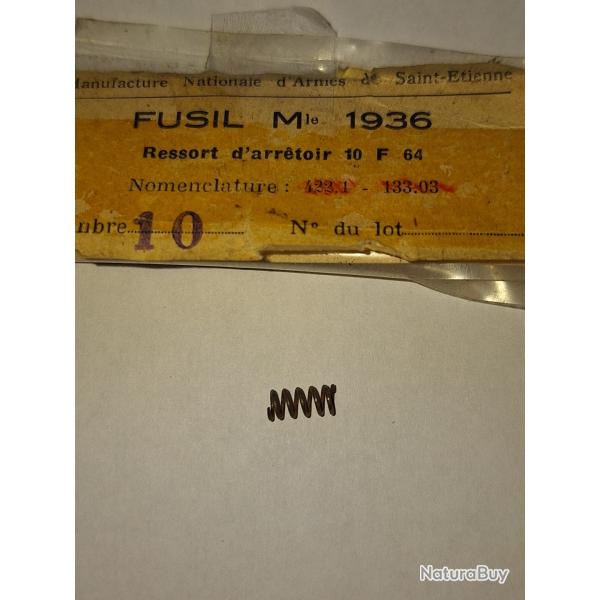 Manufacture Nationale d'Armes de Saint-Etienne
FUSIL Mle 1936
Ressort d'arrêtoir 10 F 64
Nomenclature : 422.1 - 133.03
mbre 10 N° du lot
NaturaBuy